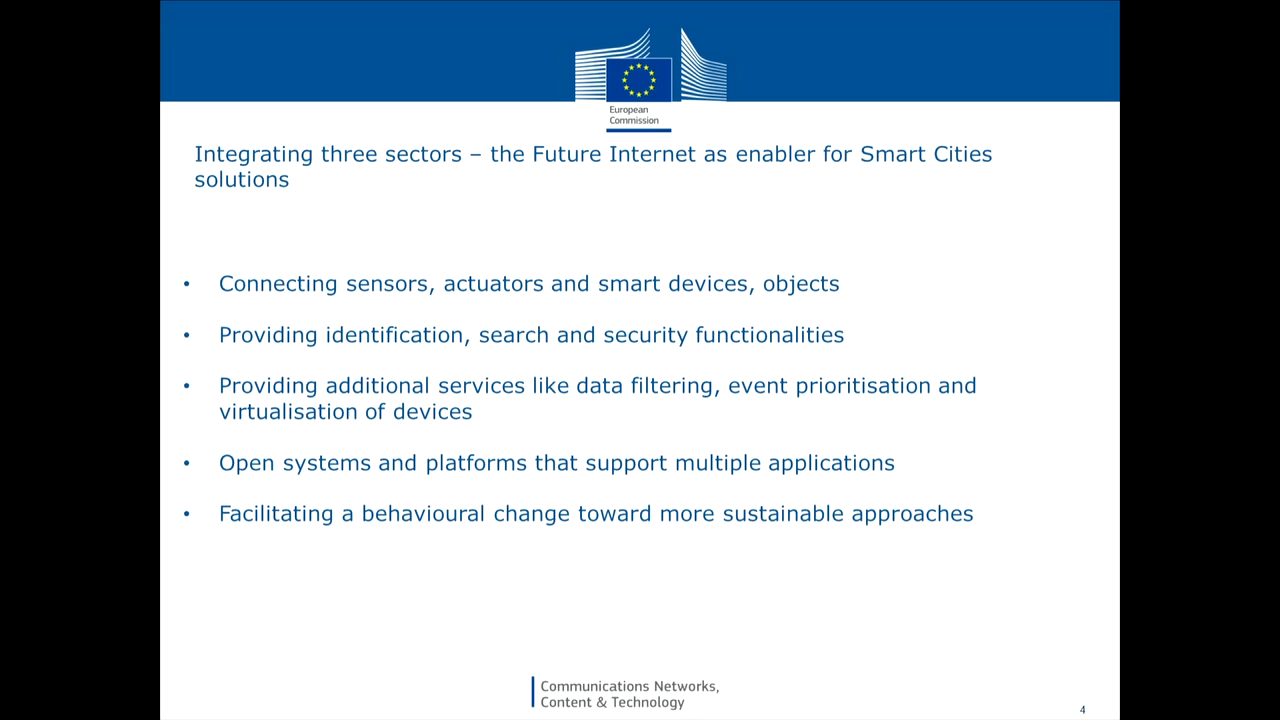 European
Commission
Integrating three sectors – the Future Internet as enabler for Smart Cities
solutions
• Connecting sensors, actuators and smart devices, objects
• Providing identification, search and security functionalities
• Providing additional services like data filtering, event prioritisation and
virtualisation of devices
• Open systems and platforms that support multiple applications
• Facilitating a behavioural change toward more sustainable approaches
Communications Networks,
Content & Technology
4